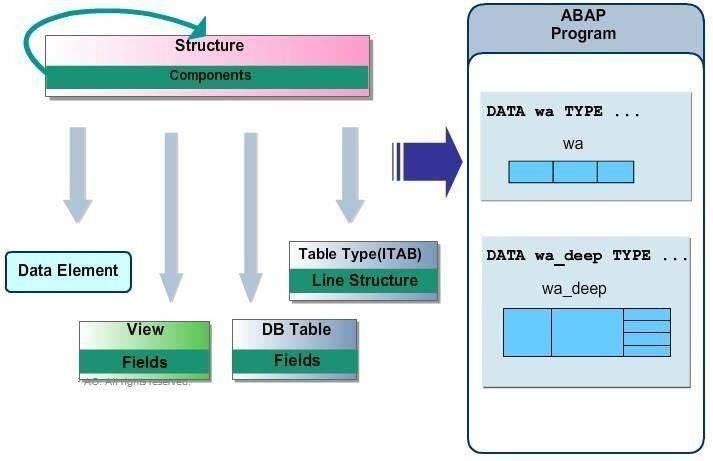 Structure
Components
Data Element
View
Fields
DB Table
Fields
Table Type(ITAB)
Line Structure
AG. All rights reserved.
ABAP
Program
DATA wa TYPE ...
wa
DATA wa_deep TYPE ...
wa_deep